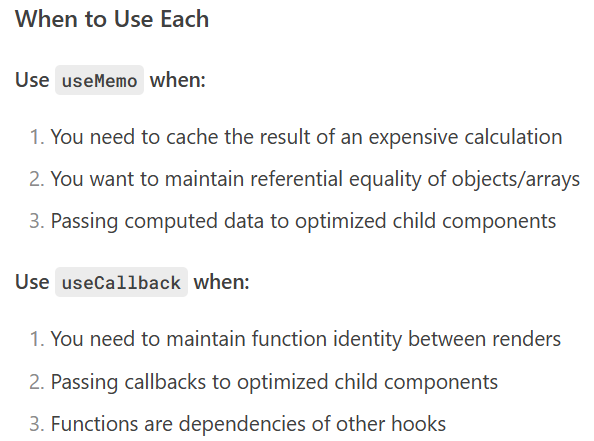 When to Use Each
Use useMemo when:
1. You need to cache the result of an expensive calculation
2. You want to maintain referential equality of objects/arrays
3. Passing computed data to optimized child components
Use useCallback when:
1. You need to maintain function identity between renders
2. Passing callbacks to optimized child components
3. Functions are dependencies of other hooks